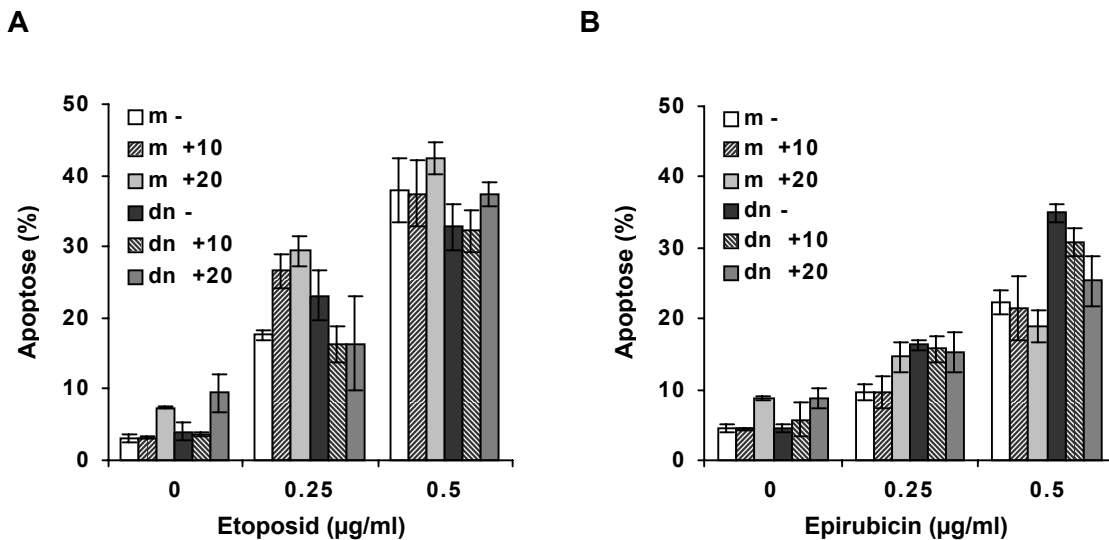 A
50
40
30
20
10
0
Apoptose (%)
m -
m +10
m +20
dn -
dn +10
dn +20
0 0.25 0.5
Etoposid (µg/ml)
B
50
40
30
20
10
0
Apoptose (%)
m -
m +10
m +20
dn -
dn +10
dn +20
0 0.25 0.5
Epirubicin (µg/ml)